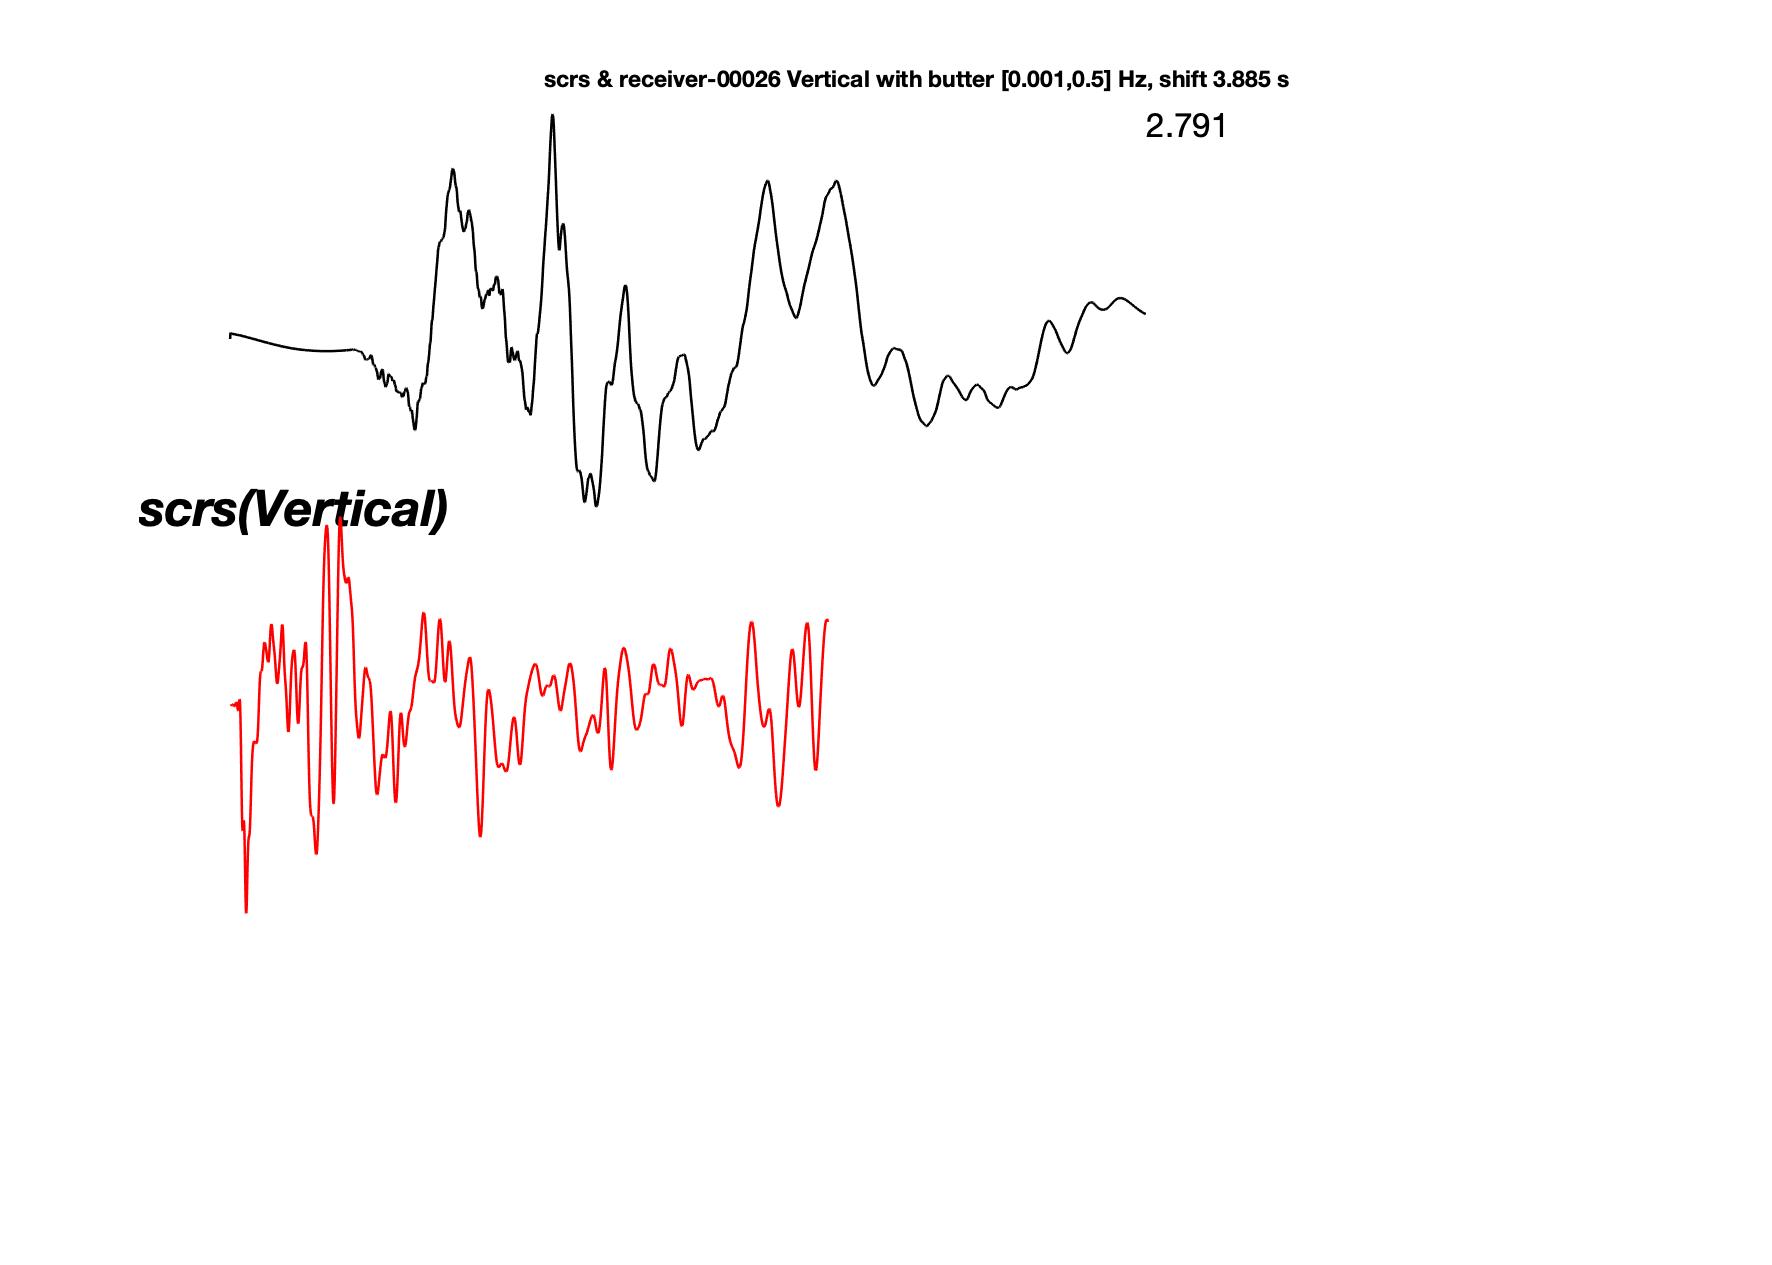 scrs & receiver-00026 Vertical with butter [0.001,0.5] Hz, shift 3.885 s
2.791
scrs(Vertical)